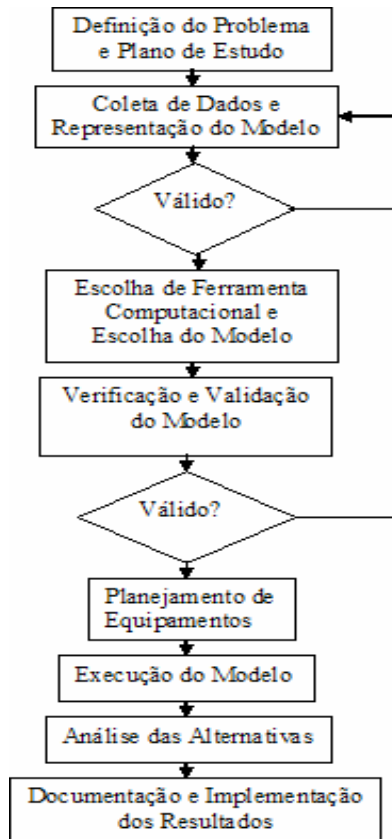 Definição do Problema
e Plano de Estudo
Coleta de Dados e
Representação do Modelo
Válido?
Escolha de Ferramenta
Computacional e
Escolha do Modelo
Verificação e Validação
do Modelo
Válido?
Planejamento de
Equipamentos
Execução do Modelo
Análise das Alternativas
Documentação e Implementação
dos Resultados